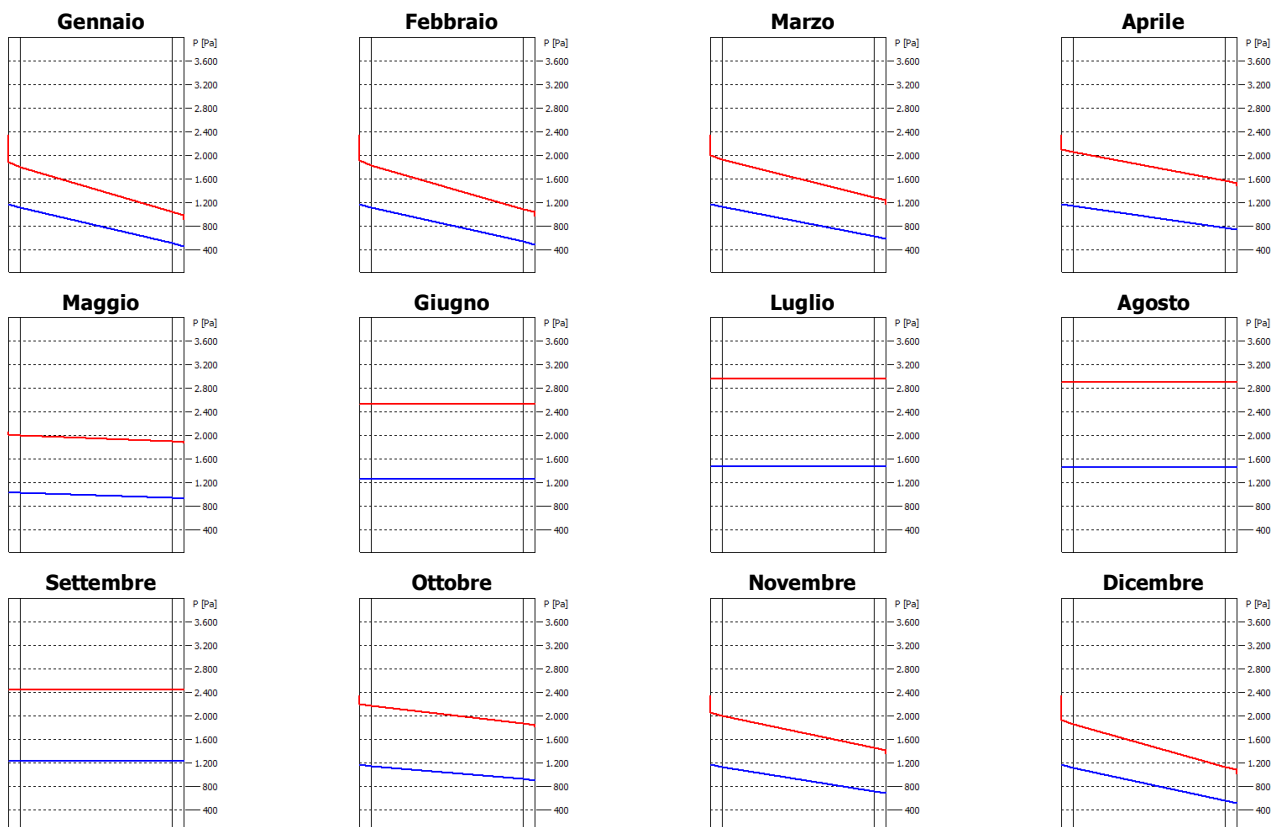 Gennaio Febbraio Marzo Aprile
P [Pa] P [Pa] P [Pa] P [Pa]
3.600 3.600 3.600 3.600
3.200 3.200 3.200 3.200
2.800 2.800 2.800 2.800
2.400 2.400 2.400 2.400
2.000 2.000 2.000 2.000
1.600 1.600 1.600 1.600
1.200 1.200 1.200 1.200
800 800 800 800
400 400 400 400
Maggio Giugno Luglio Agosto
P [Pa] P [Pa] P [Pa] P [Pa]
3.600 3.600 3.600 3.600
3.200 3.200 3.200 3.200
2.800 2.800 2.800 2.800
2.400 2.400 2.400 2.400
2.000 2.000 2.000 2.000
1.600 1.600 1.600 1.600
1.200 1.200 1.200 1.200
800 800 800 800
400 400 400 400
Settembre Ottobre Novembre Dicembre
P [Pa] P [Pa] P [Pa] P [Pa]
3.600 3.600 3.600 3.600
3.200 3.200 3.200 3.200
2.800 2.800 2.800 2.800
2.400 2.400 2.400 2.400
2.000 2.000 2.000 2.000
1.600 1.600 1.600 1.600
1.200 1.200 1.200 1.200
800 800 800 800
400 400 400 400